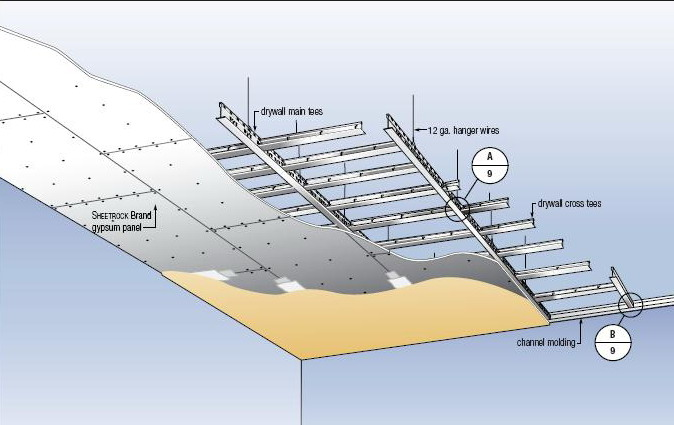 drywall main tees
12 ga. hanger wires
A
9
drywall cross tees
SHEETROCK Brand
gypsum panel
channel molding
B
9